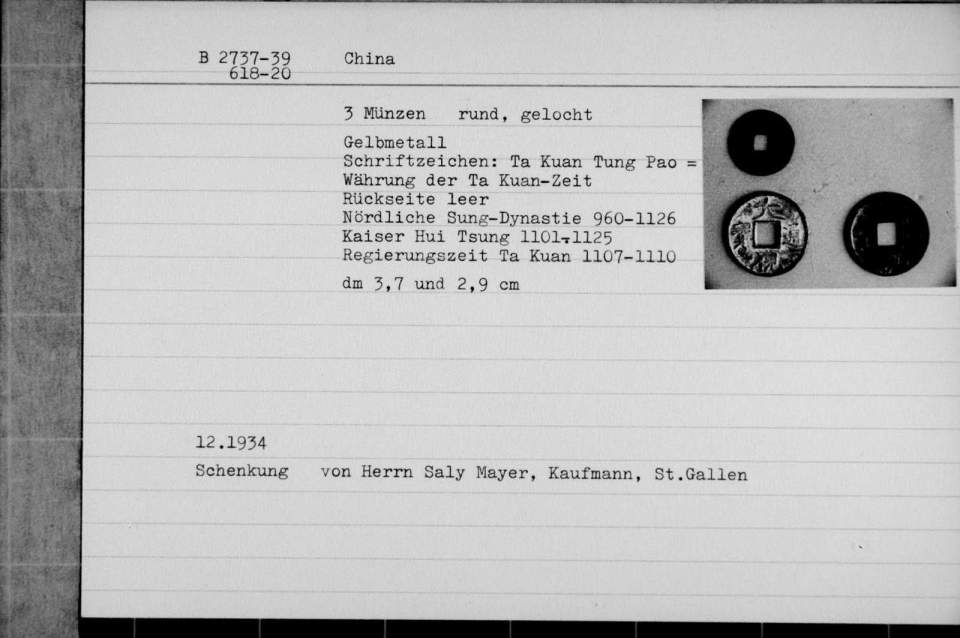 B 2737-39 China
618-20
3 Münzen rund, gelocht
Gelbmetall
Schriftzeichen: Ta Kuan Tung Pao =
Währung der Ta Kuan-Zeit
Rückseite leer
Nördliche Sung-Dynastie 960-1126
Kaiser Hui Tsung 1101-1125
Regierungszeit Ta Kuan 1107-1110
dm 3,7 und 2,9 cm
大
12.1934
Schenkung von Herrn Saly Mayer, Kaufmann, St.Gallen